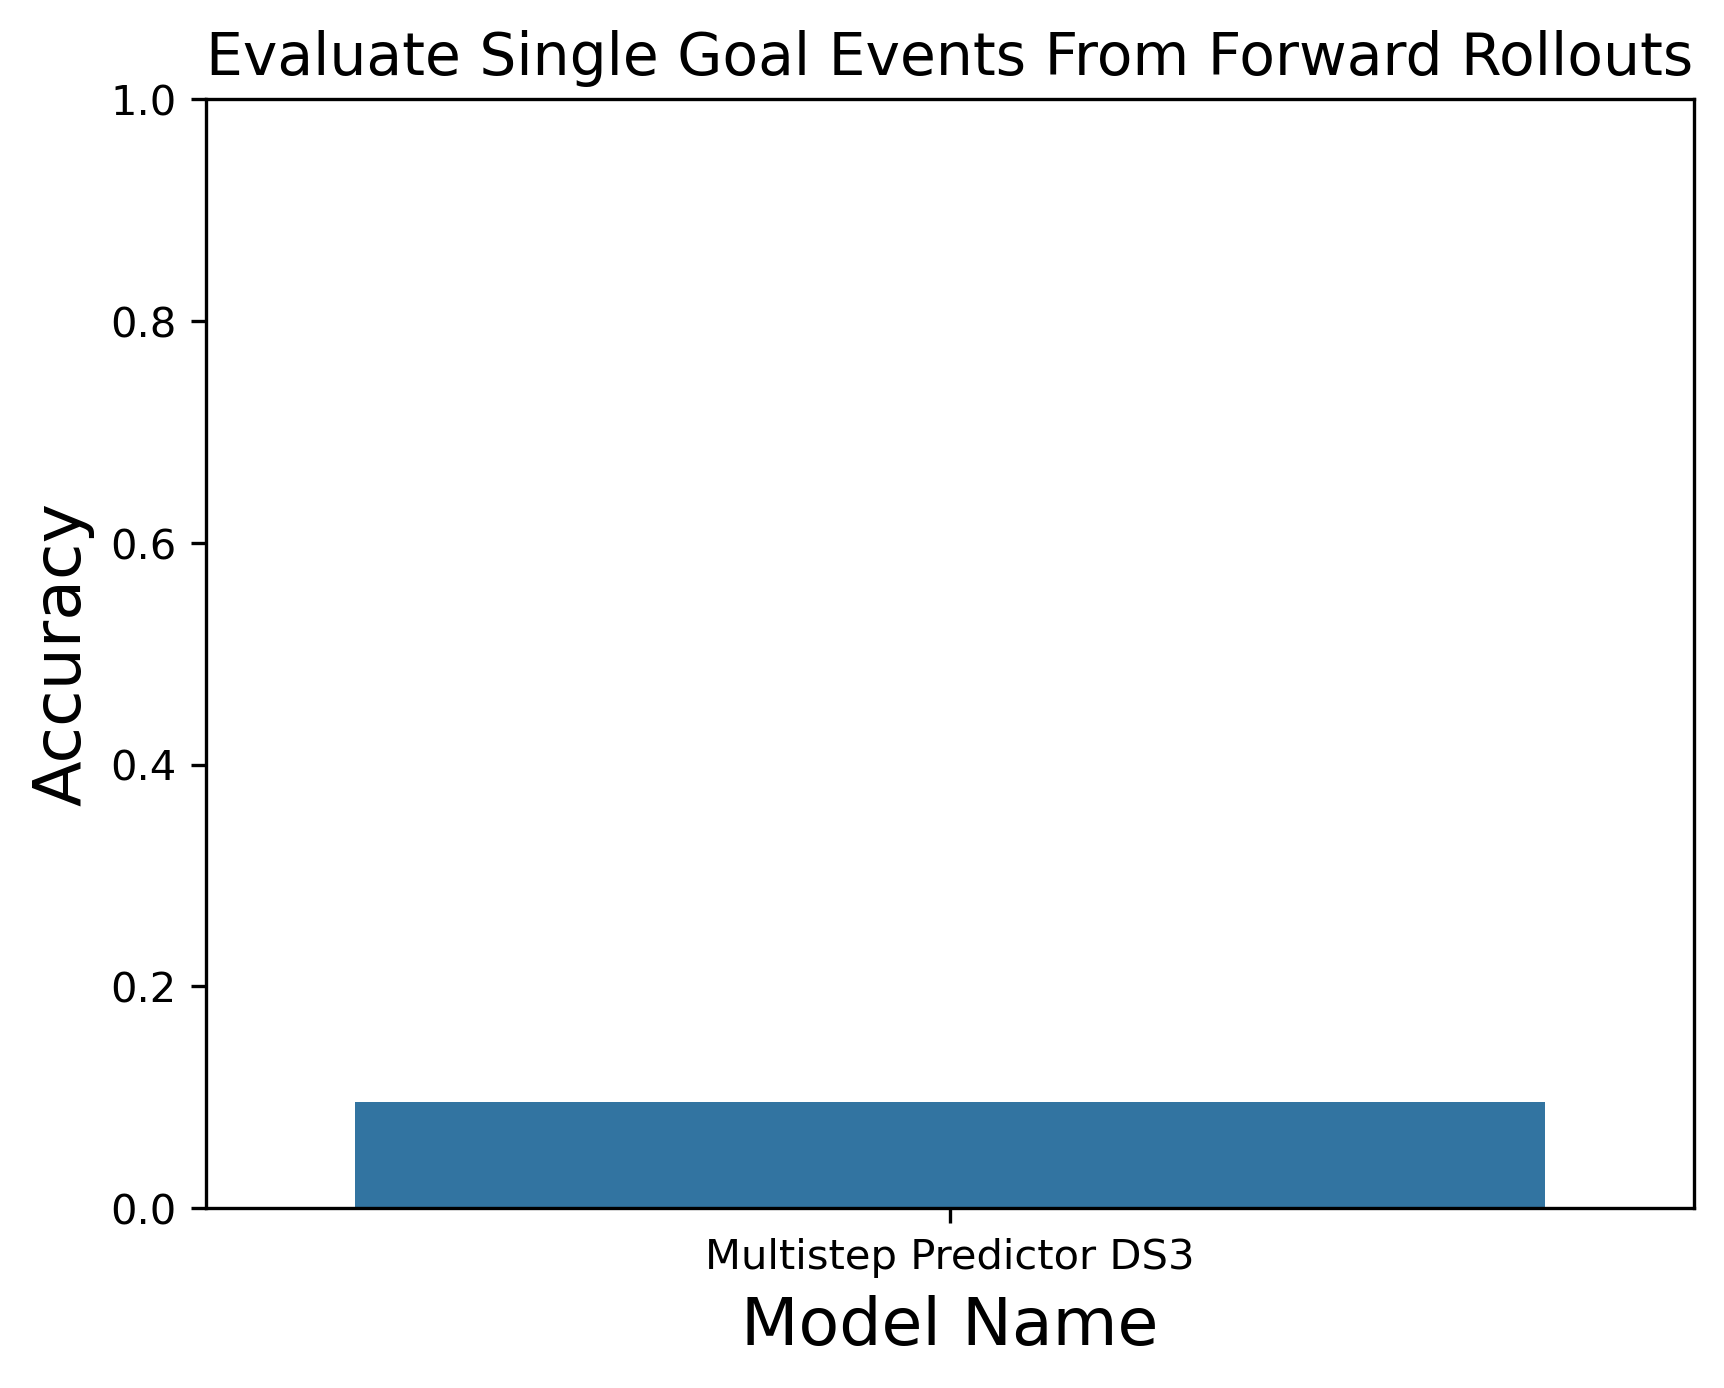 Evaluate Single Goal Events From Forward Rollouts
1.0
0.8
0.6
0.4
0.2
0.0
Accuracy
Multistep Predictor DS3
Model Name